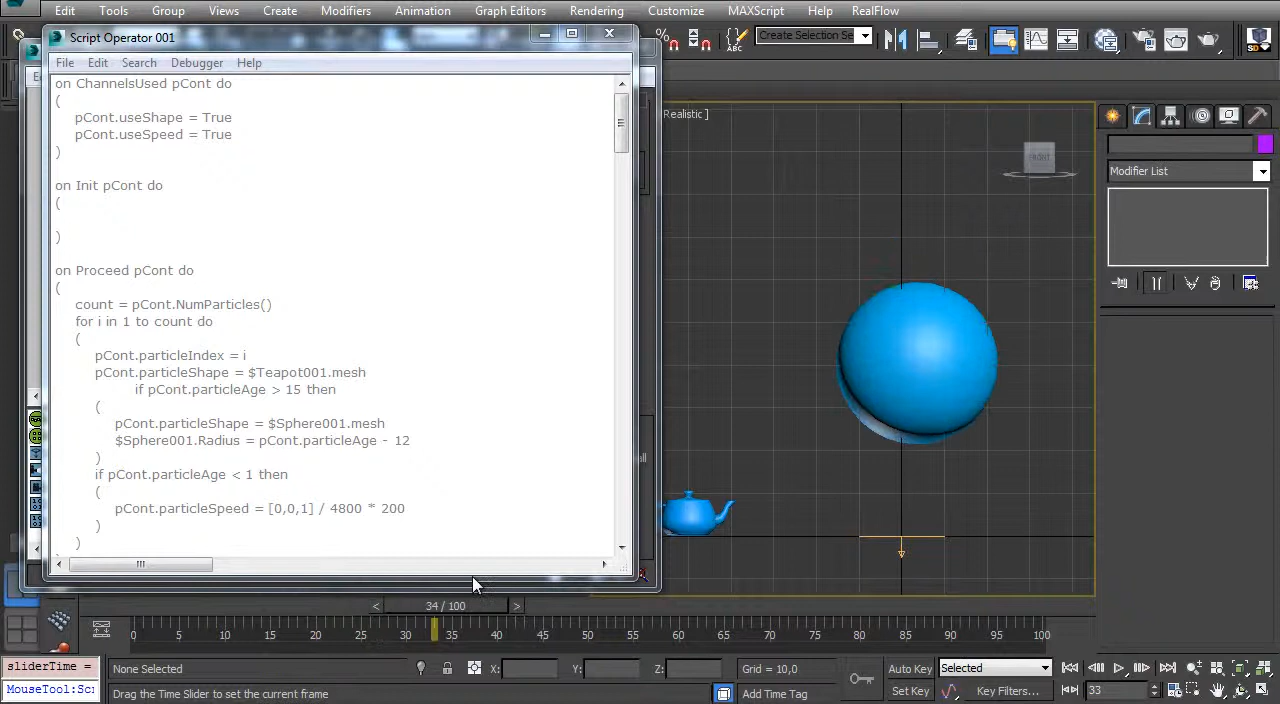 Edit Tools Group Views Create Modifiers Animation Graph Editors Rendering Customize MAXScript Help RealFlow
Script Operator 001
Create Selection Se
ABC
File Edit Search Debugger Help
on ChannelsUsed pCont do
(
pCont.useShape = True
pCont.useSpeed = True
)
on Init pCont do
(
)
on Proceed pCont do
(
count = pCont.NumParticles()
for i in 1 to count do
(
pCont.particleIndex = i
pCont.particleShape = $Teapot001.mesh
if pCont.particleAge > 15 then
(
pCont.particleShape = $Sphere001.mesh
$Sphere001.Radius = pCont.particleAge - 12
)
if pCont.particleAge < 1 then
(
pCont.particleSpeed = [0,0,1] / 4800 * 200
)
)
Realistic ]
FRONT
Modifier List
< 34 / 100 >
0 5 10 15 20 25 30 35 40 45 50 55 60 65 70 75 80 85 90 95 100
sliderTime =
None Selected
X: Y: Z:
Grid = 10,0
Auto Key
Selected
MouseTool:Scr
Drag the Time Slider to set the current frame
Add Time Tag
Set Key
Key Filters...
33